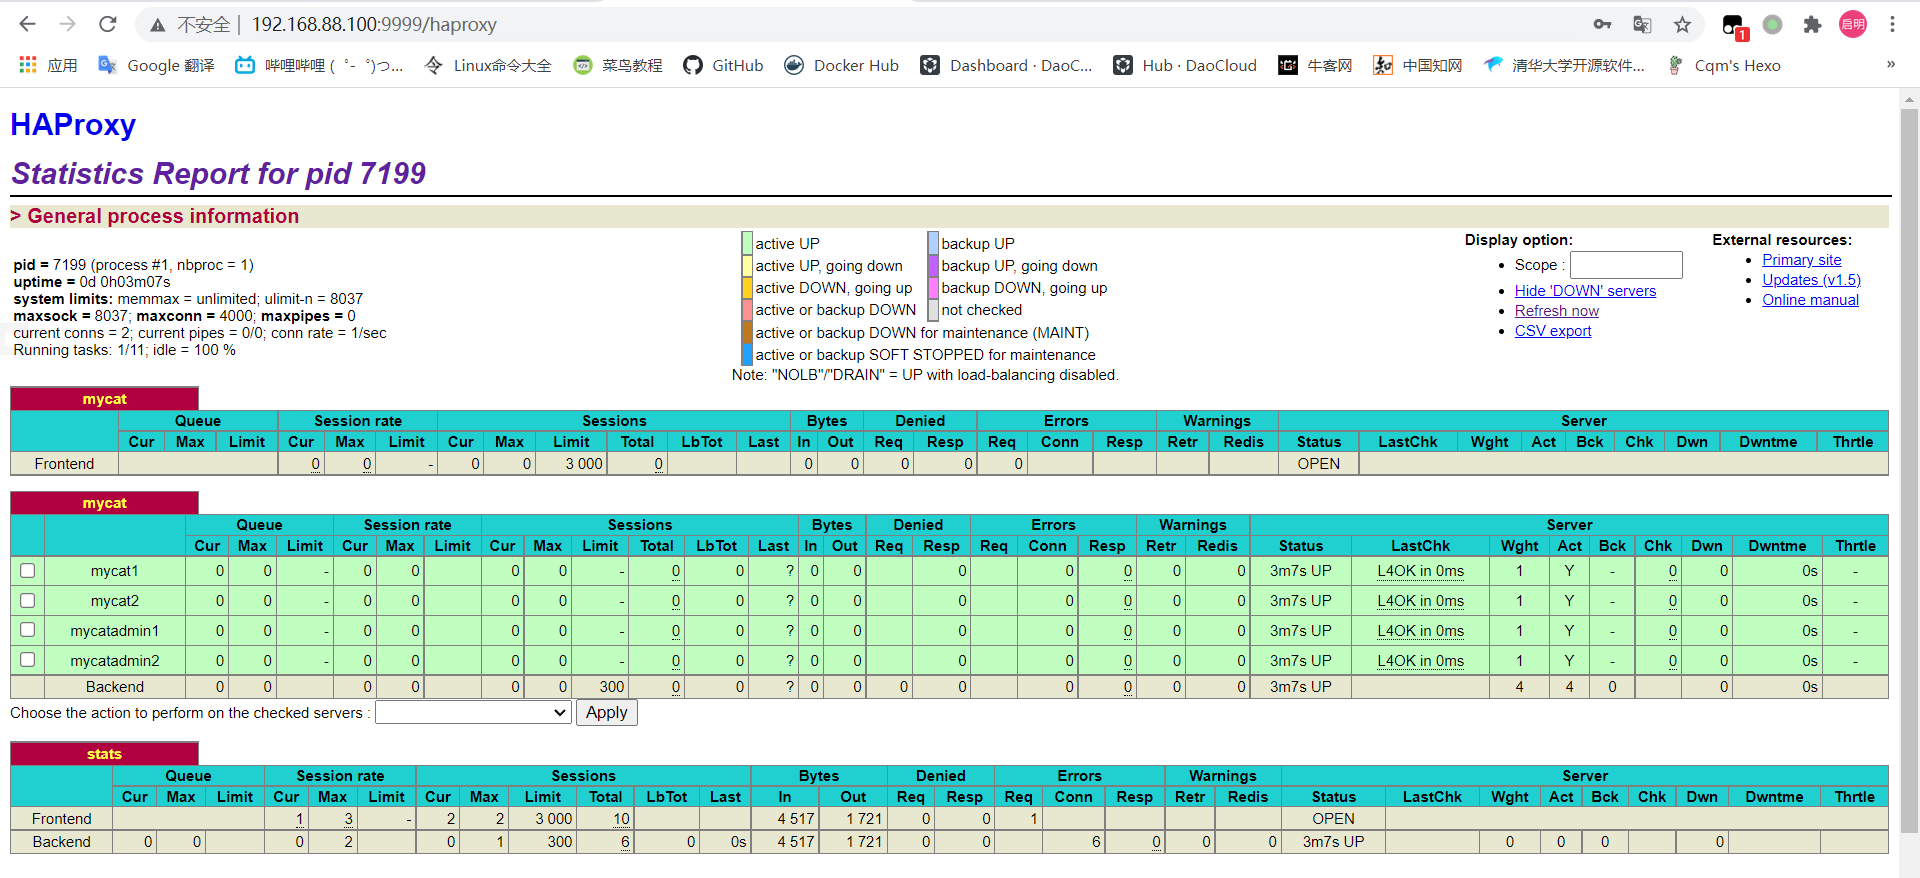 不安全 | 192.168.88.100:9999/haproxy
1
启明
应用 Google 翻译 哔哩哔哩 ( ゜- ゜)つ... Linux命令大全 菜鸟教程 GitHub Docker Hub Dashboard · DaoC... Hub · DaoCloud 牛客网 中国知网 清华大学开源软件... Cqm's Hexo »
HAProxy
Statistics Report for pid 7199
> General process information
pid = 7199 (process #1, nbproc = 1)
uptime = 0d 0h03m07s
system limits: memmax = unlimited; ulimit-n = 8037
maxsock = 8037; maxconn = 4000; maxpipes = 0
current conns = 2; current pipes = 0/0; conn rate = 1/sec
Running tasks: 1/11; idle = 100 %
active UP backup UP
active UP, going down backup UP, going down
active DOWN, going up backup DOWN, going up
active or backup DOWN not checked
active or backup DOWN for maintenance (MAINT)
active or backup SOFT STOPPED for maintenance
Note: "NOLB"/"DRAIN" = UP with load-balancing disabled.
Display option:
Scope :
Hide 'DOWN' servers
Refresh now
CSV export
External resources:
Primary site
Updates (v1.5)
Online manual
mycat
Queue Session rate Sessions Bytes Denied Errors Warnings Server
Cur Max Limit Cur Max Limit Cur Max Limit Total LbTot Last In Out Req Resp Req Conn Resp Retr Redis Status LastChk Wght Act Bck Chk Dwn Dwntme Thrtle
Frontend 0 0 - 0 0 3 000 0 0 0 0 0 0 OPEN
mycat
Queue Session rate Sessions Bytes Denied Errors Warnings Server
Cur Max Limit Cur Max Limit Cur Max Limit Total LbTot Last In Out Req Resp Req Conn Resp Retr Redis Status LastChk Wght Act Bck Chk Dwn Dwntme Thrtle
mycat1 0 0 - 0 0 0 0 - 0 0 ? 0 0 0 0 0 0 0 3m7s UP L4OK in 0ms 1 Y - 0 0 0s -
mycat2 0 0 - 0 0 0 0 - 0 0 ? 0 0 0 0 0 0 0 3m7s UP L4OK in 0ms 1 Y - 0 0 0s -
mycatadmin1 0 0 - 0 0 0 0 - 0 0 ? 0 0 0 0 0 0 0 3m7s UP L4OK in 0ms 1 Y - 0 0 0s -
mycatadmin2 0 0 - 0 0 0 0 - 0 0 ? 0 0 0 0 0 0 0 3m7s UP L4OK in 0ms 1 Y - 0 0 0s -
Backend 0 0 0 0 0 0 300 0 0 ? 0 0 0 0 0 0 0 0 3m7s UP 4 4 0 0 0s
Choose the action to perform on the checked servers : Apply
stats
Queue Session rate Sessions Bytes Denied Errors Warnings Server
Cur Max Limit Cur Max Limit Cur Max Limit Total LbTot Last In Out Req Resp Req Conn Resp Retr Redis Status LastChk Wght Act Bck Chk Dwn Dwntme Thrtle
Frontend 1 3 - 2 2 3 000 10 4 517 1 721 0 0 1 OPEN
Backend 0 0 0 2 0 1 300 6 0 0s 4 517 1 721 0 0 6 0 0 0 3m7s UP 0 0 0 0